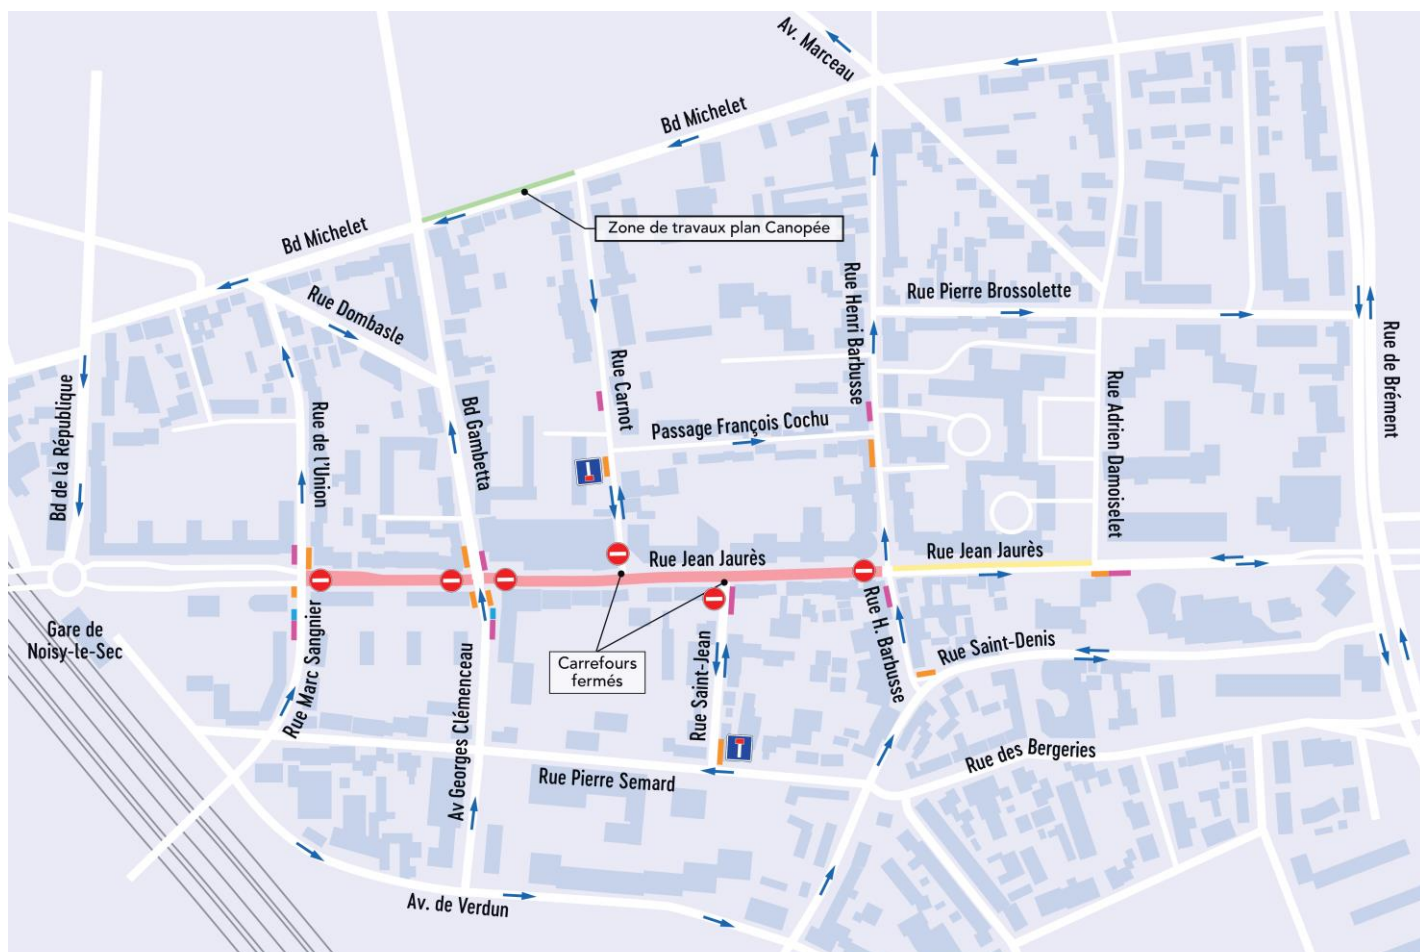 Av. Marceau
Bd Michelet
Zone de travaux plan Canopée
Bd Michelet
Rue Dombasle
Rue Henri Barbusse
Rue Pierre Brossolette
Rue de Brément
Rue Carnot
Rue Adrien Damoiselet
Bd de la République
Rue de l'Union
Bd Gambetta
Passage François Cochu
Rue Jean Jaurès
Rue Jean Jaurès
Gare de
Noisy-le-Sec
Rue Marc Sangnier
Av Georges Clémenceau
Carrefours
fermés
Rue Saint-Jean
Rue H. Barbusse
Rue Saint-Denis
Rue des Bergeries
Rue Pierre Semard
Av. de Verdun